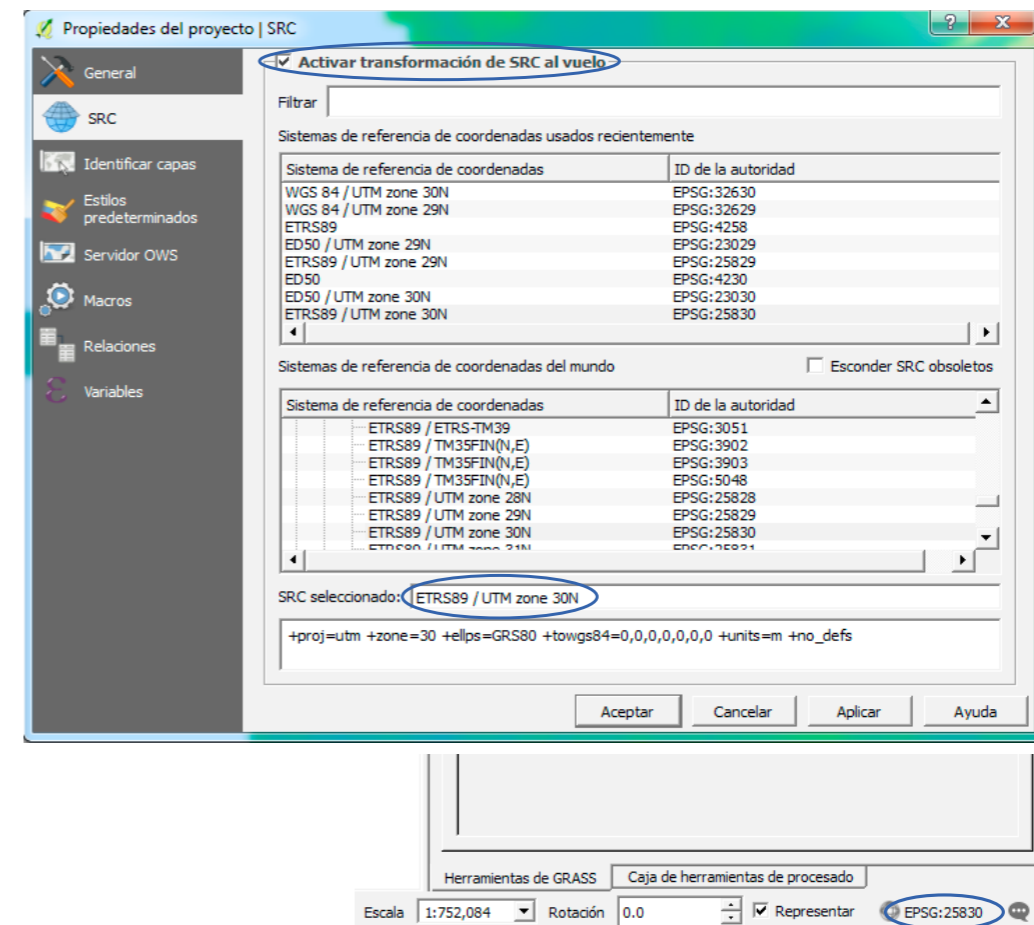 Propiedades del proyecto | SRC
General
SRC
Identificar capas
Estilos
predeterminados
Servidor OWS
Macros
Relaciones
Variables
Activar transformación de SRC al vuelo
Filtrar
Sistemas de referencia de coordenadas usados recientemente
Sistema de referencia de coordenadas ID de la autoridad
WGS 84 / UTM zone 30N EPSG:32630
WGS 84 / UTM zone 29N EPSG:32629
ETRS89 EPSG:4258
ED50 / UTM zone 29N EPSG:23029
ETRS89 / UTM zone 29N EPSG:25829
ED50 EPSG:4230
ED50 / UTM zone 30N EPSG:23030
ETRS89 / UTM zone 30N EPSG:25830
Sistemas de referencia de coordenadas del mundo Esconder SRC obsoletos
Sistema de referencia de coordenadas ID de la autoridad
ETRS89 / ETRS-TM39 EPSG:3051
ETRS89 / TM35FIN(N,E) EPSG:3902
ETRS89 / TM35FIN(N,E) EPSG:3903
ETRS89 / TM35FIN(N,E) EPSG:5048
ETRS89 / UTM zone 28N EPSG:25828
ETRS89 / UTM zone 29N EPSG:25829
ETRS89 / UTM zone 30N EPSG:25830
ETRS89 / UTM zone 31N EPSG:25831
SRC seleccionado: ETRS89 / UTM zone 30N
+proj=utm +zone=30 +ellps=GRS80 +towgs84=0,0,0,0,0,0,0 +units=m +no_defs
Aceptar Cancelar Aplicar Ayuda
Herramientas de GRASS Caja de herramientas de procesado
Escala 1:752,084 Rotación 0.0 Representar EPSG:25830